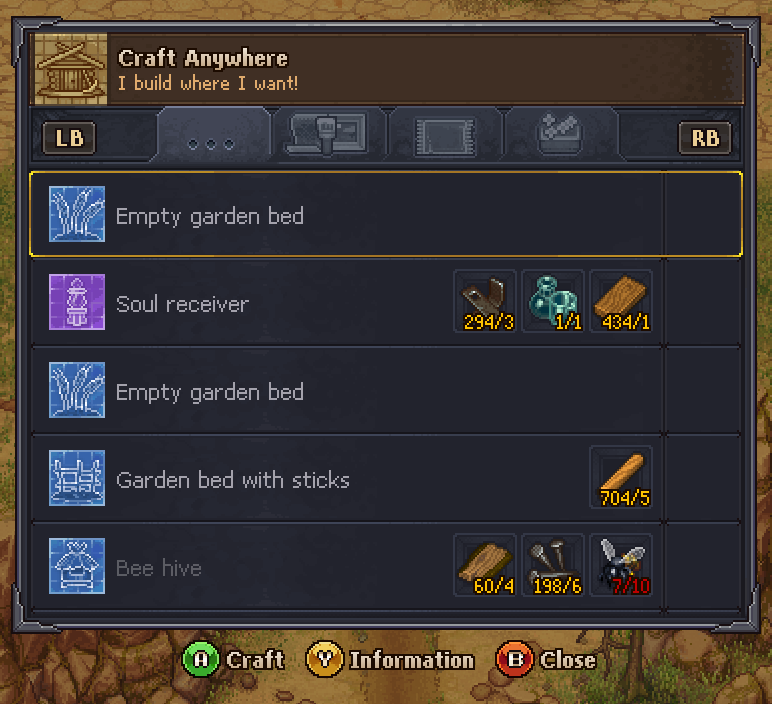 Craft Anywhere
I build where I want!
LB
RB
Empty garden bed
Soul receiver 294/3 1/1 434/1
Empty garden bed
Garden bed with sticks 704/5
Bee hive 60/4 198/6 7/10
A Craft Y Information B Close